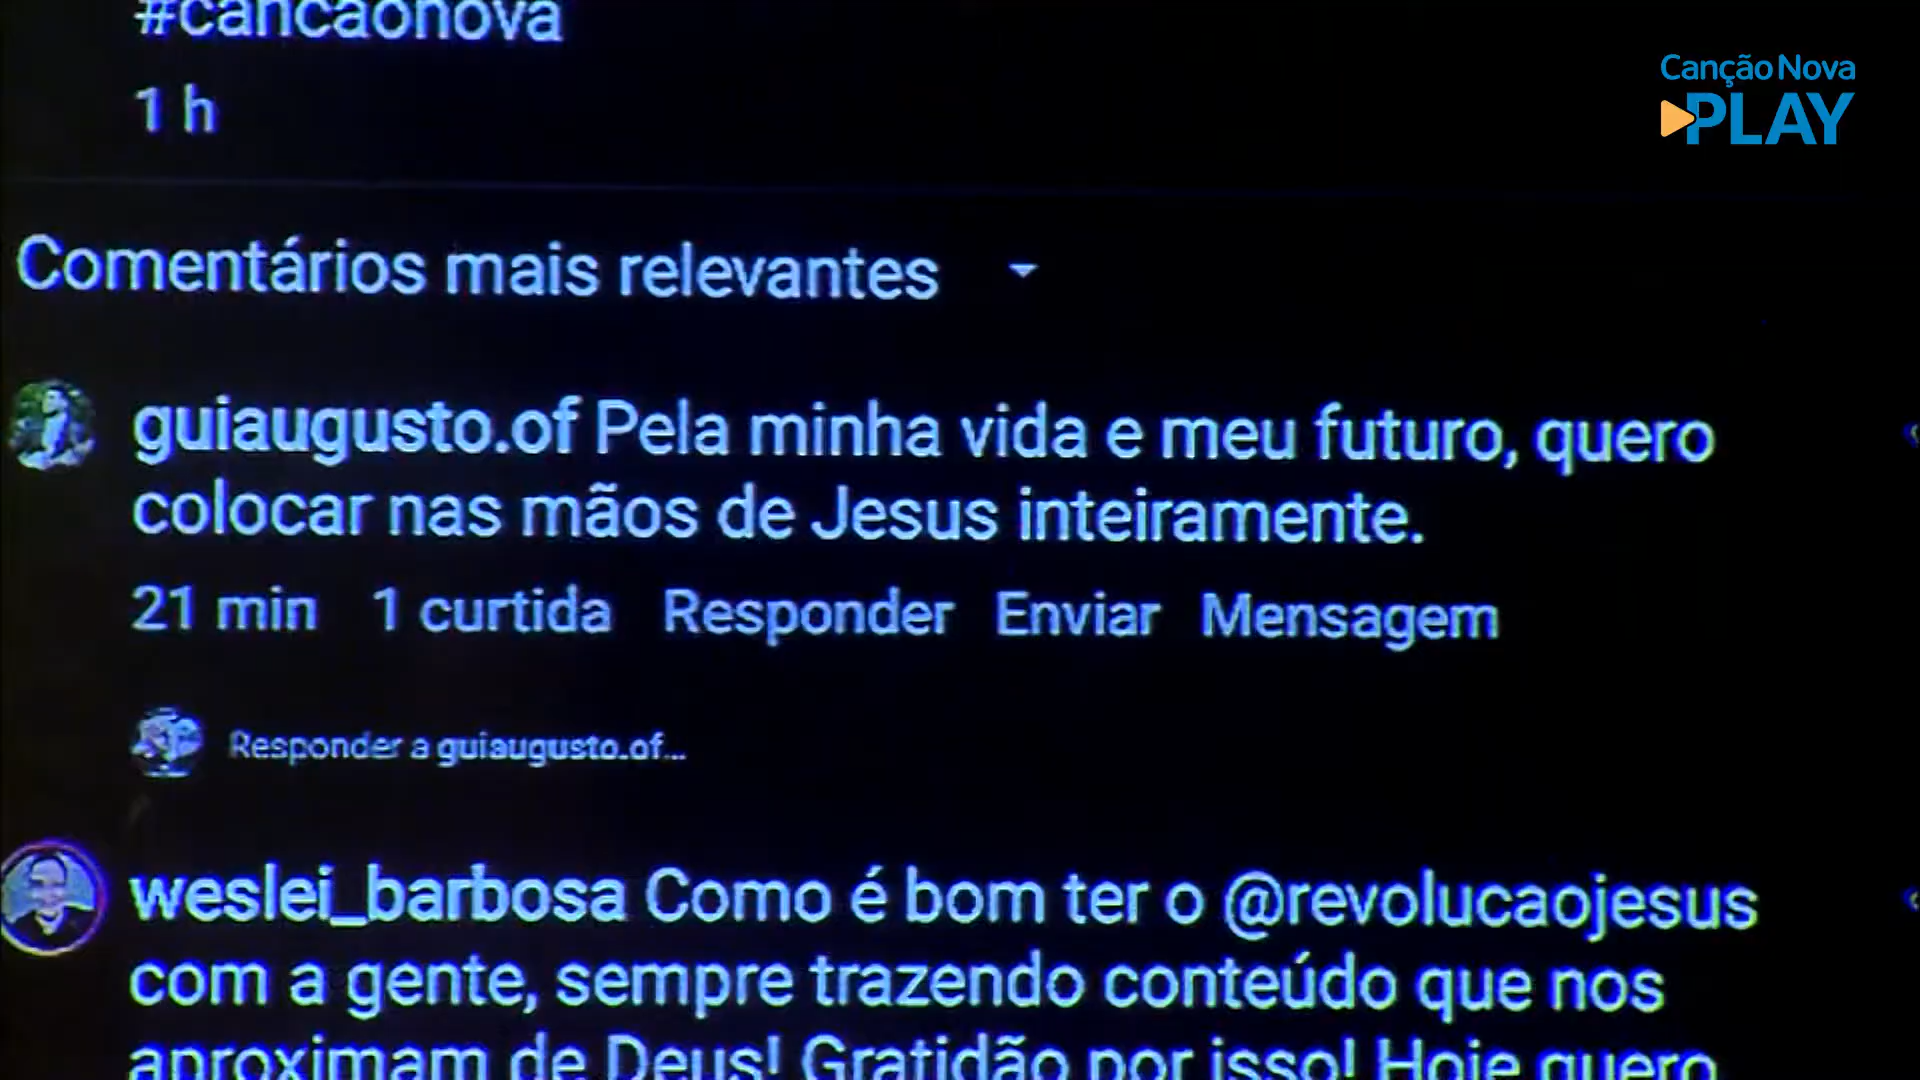 #cancaonova
1 h
Canção Nova
PLAY
Comentários mais relevantes
guiaugusto.of Pela minha vida e meu futuro, quero
colocar nas mãos de Jesus inteiramente.
21 min 1 curtida Responder Enviar Mensagem
Responder a guiaugusto.of...
weslei_barbosa Como é bom ter o @revolucaojesus
com a gente, sempre trazendo conteúdo que nos
aproximam de Deus! Gratidão por isso! Hoje quero